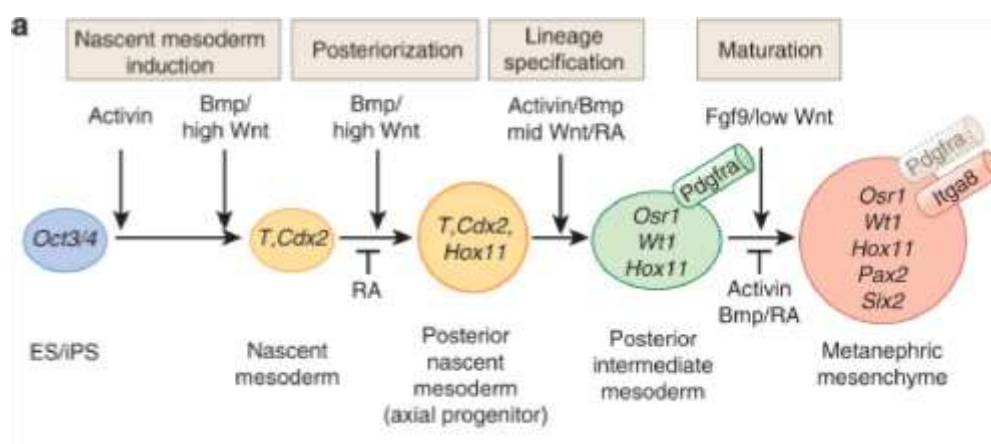 a
Nascent mesoderm
induction
Posteriorization
Lineage
specification
Maturation
Activin
Bmp/
high Wnt
Bmp/
high Wnt
Activin/Bmp
mid Wnt/RA
Fgf9/low Wnt
Oct3/4
T,Cdx2
RA
T,Cdx2,
Hox11
Pdgfra
Osr1
Wt1
Hox11
Activin
Bmp/RA
Pdgfra
Itga8
Osr1
Wt1
Hox11
Pax2
Six2
ES/iPS
Nascent
mesoderm
Posterior
nascent
mesoderm
(axial progenitor)
Posterior
intermediate
mesoderm
Metanephric
mesenchyme